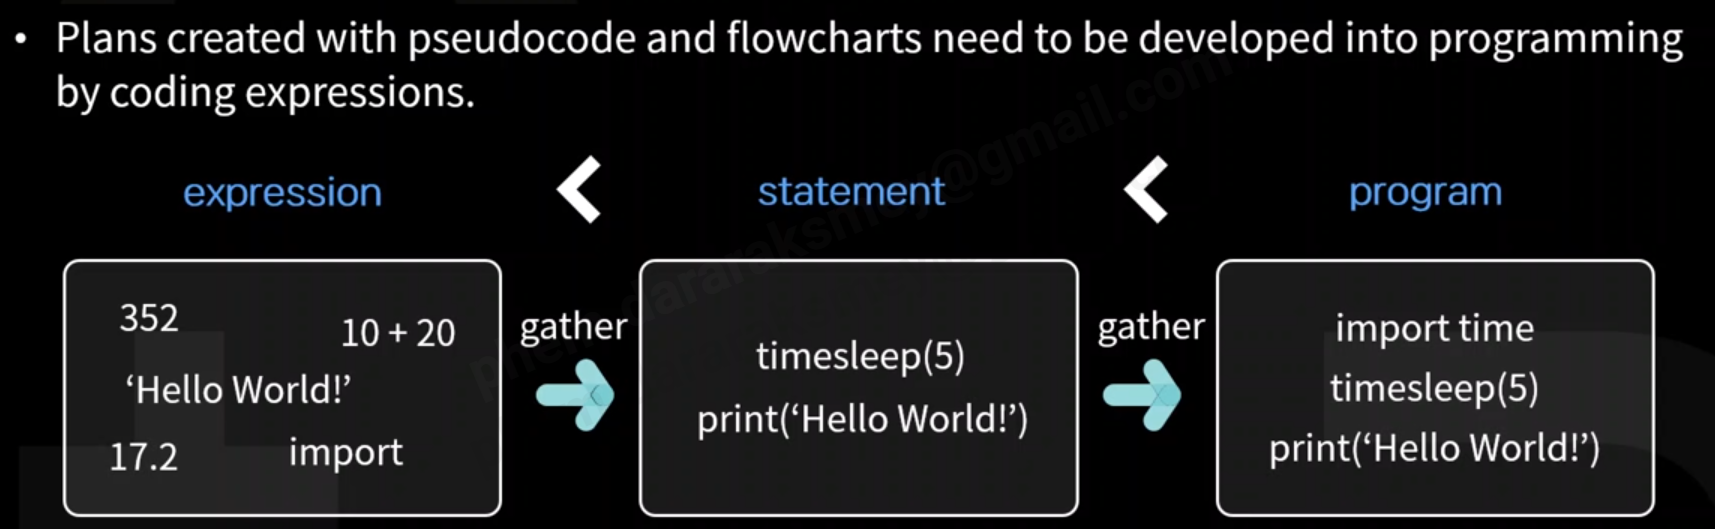 • Plans created with pseudocode and flowcharts need to be developed into programming
by coding expressions.
expression < statement < program
352
10 + 20
‘Hello World!’
17.2
import
gather
timesleep(5)
print(‘Hello World!’)
gather
import time
timesleep(5)
print(‘Hello World!’)